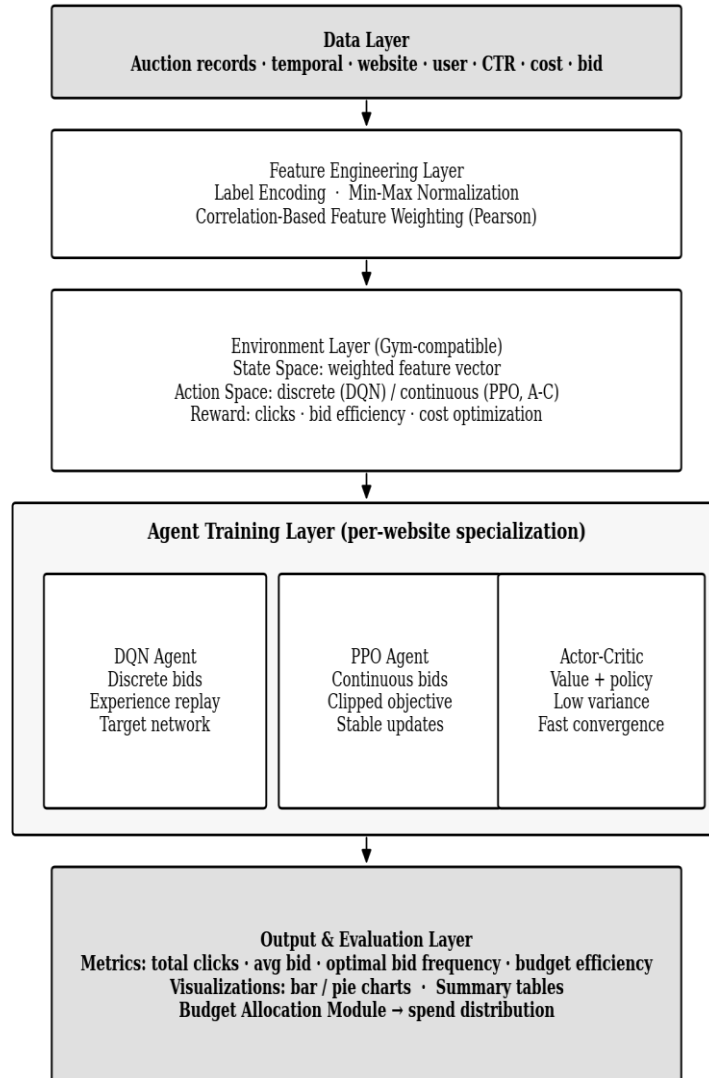 Data Layer
Auction records · temporal · website · user · CTR · cost · bid
Feature Engineering Layer
Label Encoding · Min-Max Normalization
Correlation-Based Feature Weighting (Pearson)
Environment Layer (Gym-compatible)
State Space: weighted feature vector
Action Space: discrete (DQN) / continuous (PPO, A-C)
Reward: clicks · bid efficiency · cost optimization
Agent Training Layer (per-website specialization)
DQN Agent
Discrete bids
Experience replay
Target network
PPO Agent
Continuous bids
Clipped objective
Stable updates
Actor-Critic
Value + policy
Low variance
Fast convergence
Output & Evaluation Layer
Metrics: total clicks · avg bid · optimal bid frequency · budget efficiency
Visualizations: bar / pie charts · Summary tables
Budget Allocation Module → spend distribution